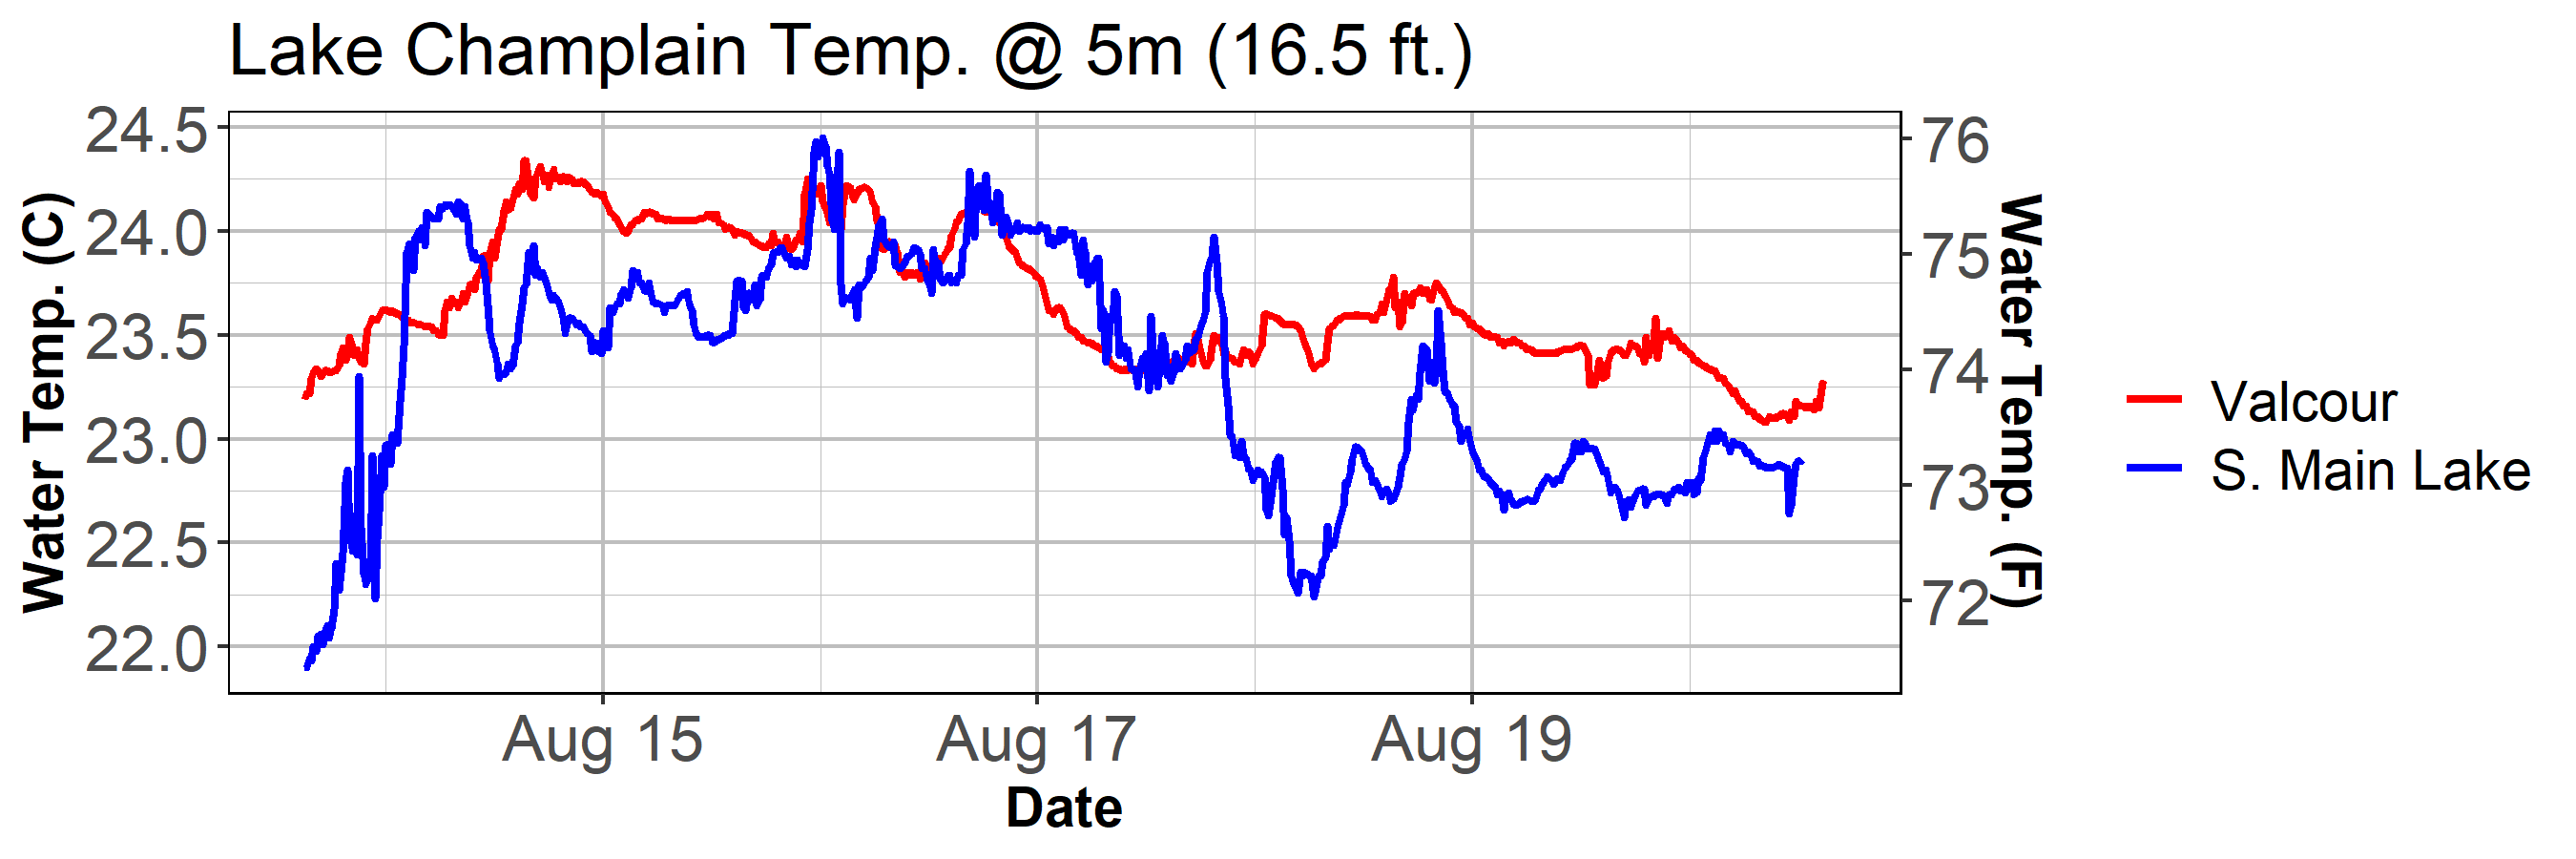 Lake Champlain Temp. @ 5m (16.5 ft.)
Water Temp. (C)
24.5
24.0
23.5
23.0
22.5
22.0
76
75
74
73
72
Water Temp. (F)
Aug 15
Aug 17
Aug 19
Date
Valcour
S. Main Lake